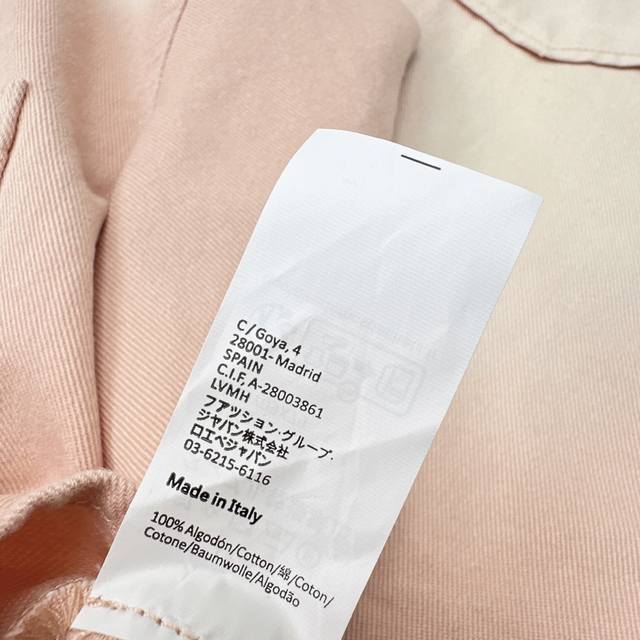 C/Goya, 4
28001- Madrid
SPAIN
C.I.F. A-28003861
LVMH
ファッション·グループ.
ジャパン株式会社
ロエベジャパン
03-6215-6116
Made in Italy
100% Algodón/Cotton/綿/Coton/
Cotone/Baumwolle/Algodão